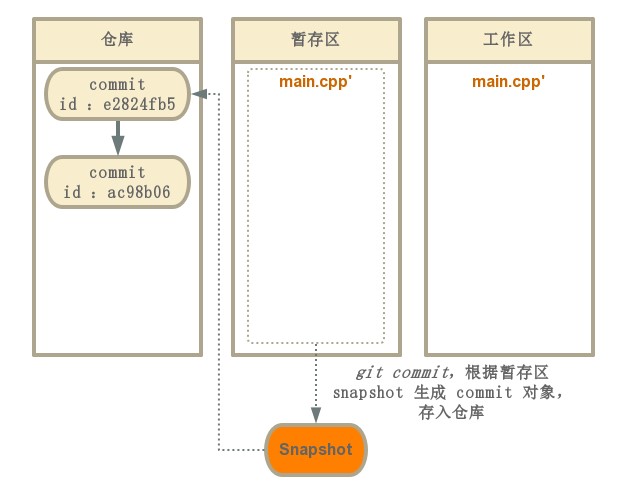 仓库
暂存区
工作区
commit
id : e2824fb5
main.cpp'
main.cpp'
commit
id : ac98b06
git commit，根据暂存区
snapshot 生成 commit 对象，
存入仓库
Snapshot